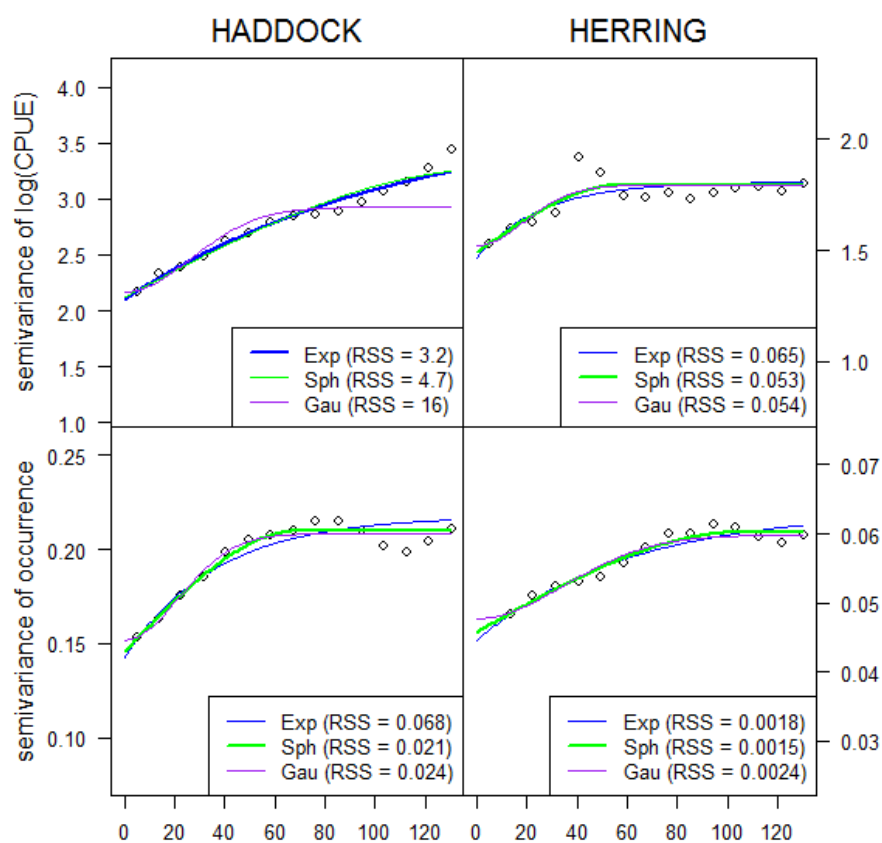 HADDOCK HERRING
semivariance of log(CPUE)
4.0
3.5
3.0
2.5
2.0
1.5
1.0
Exp (RSS = 3.2)
Sph (RSS = 4.7)
Gau (RSS = 16)
2.0
1.5
1.0
Exp (RSS = 0.065)
Sph (RSS = 0.053)
Gau (RSS = 0.054)
semivariance of occurrence
0.25
0.20
0.15
0.10
Exp (RSS = 0.068)
Sph (RSS = 0.021)
Gau (RSS = 0.024)
0.07
0.06
0.05
0.04
0.03
Exp (RSS = 0.0018)
Sph (RSS = 0.0015)
Gau (RSS = 0.0024)
0 20 40 60 80 100 120
0 20 40 60 80 100 120